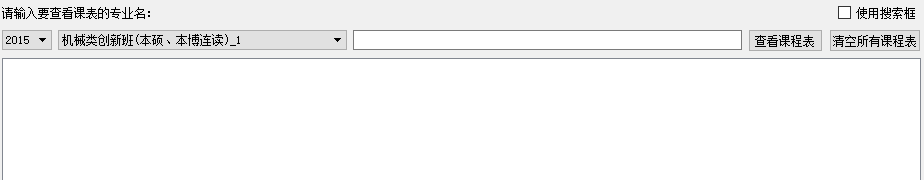 请输入要查看课表的专业名： 使用搜索框
2015 机械类创新班(本硕、本博连读)_1 查看课程表 清空所有课程表